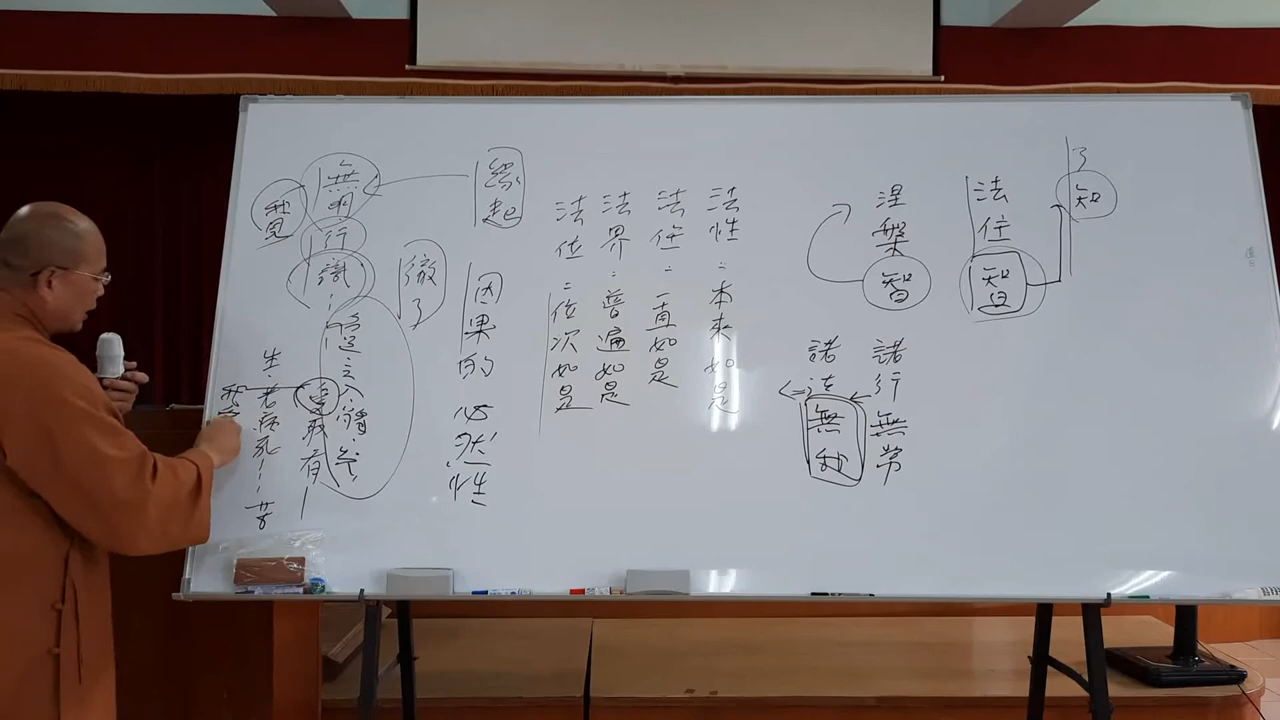 了
智
法住智
涅槃智
諸行無常
諸法無我
法性：本來如是
法住：一直如是
法界：普遍如是
法位：位次如是
緣起
因果的必然性
徹了
無明、行
識
六
愛取有
生、老病死
苦